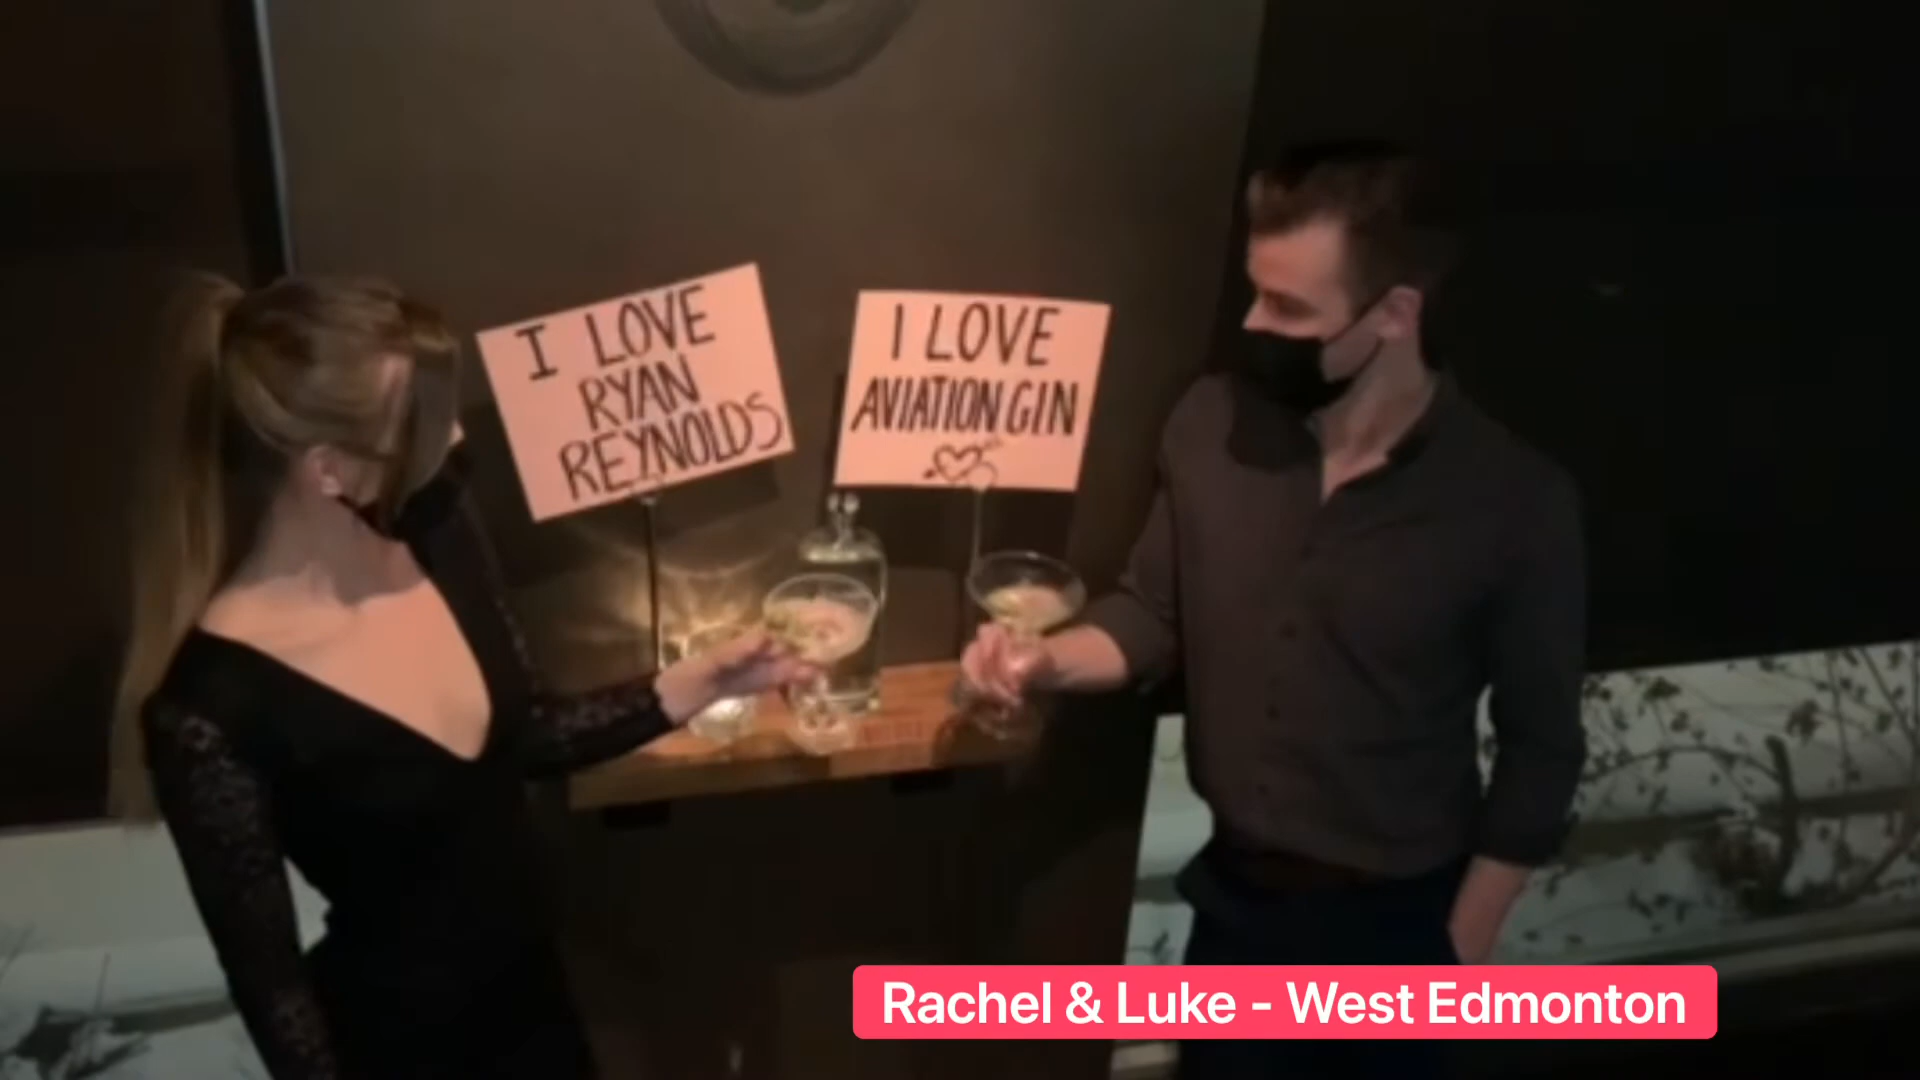 I LOVE
RYAN
REYNOLDS
I LOVE
AVIATION GIN
Rachel & Luke - West Edmonton